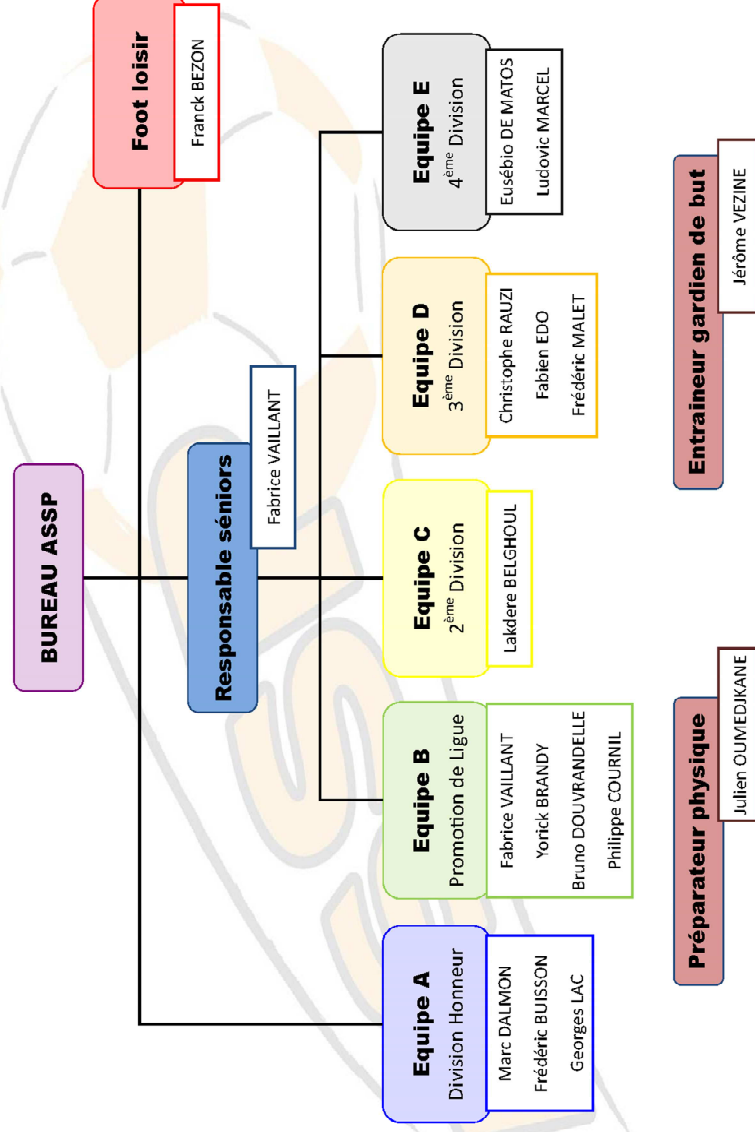 BUREAU ASSP
Foot loisir
Franck BEZON
Responsable séniors
Fabrice VAILLANT
Equipe A
Division Honneur
Marc DALMON
Frédéric BUISSON
Georges LAC
Equipe B
Promotion de Ligue
Fabrice VAILLANT
Yorick BRANDY
Bruno DOUVRANDELLE
Philippe COURNIL
Equipe C
2ème Division
Lakdere BELGHOUL
Equipe D
3ème Division
Christophe RAUZI
Fabien EDO
Frédéric MALET
Equipe E
4ème Division
Eusébio DE MATOS
Ludovic MARCEL
Préparateur physique
Julien OUMEDJKANE
Entraineur gardien de but
Jérôme VEZINE